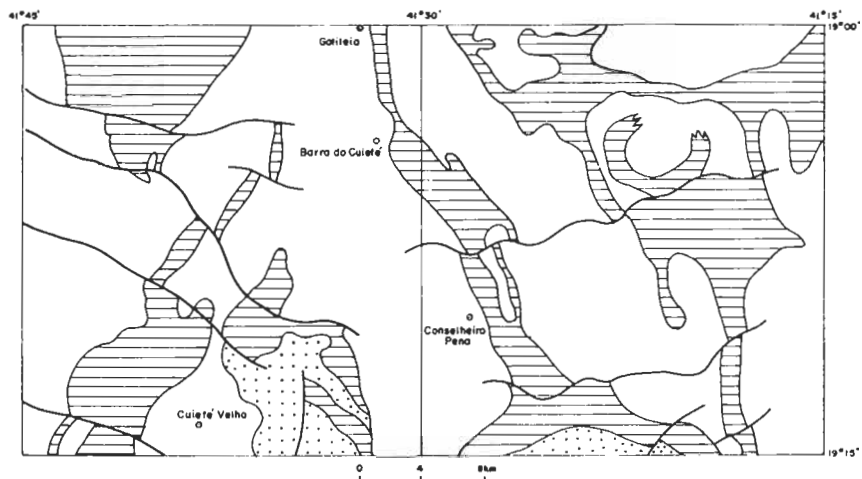 41°45'
41°30'
41°15'
19°00'
Galileia
Barra do Cuieté
Conselheiro
Pena
Cuieté Velho
19°15'
0 4 8km